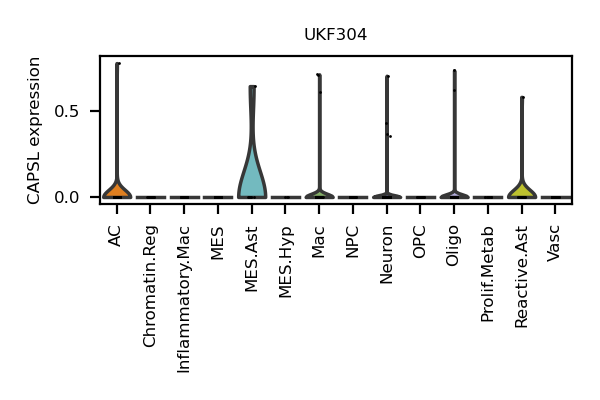 UKF304
CAPSL expression
0.5
0.0
AC
Chromatin.Reg
Inflammatory.Mac
MES
MES.Ast
MES.Hyp
Mac
NPC
Neuron
OPC
Oligo
Prolif.Metab
Reactive.Ast
Vasc